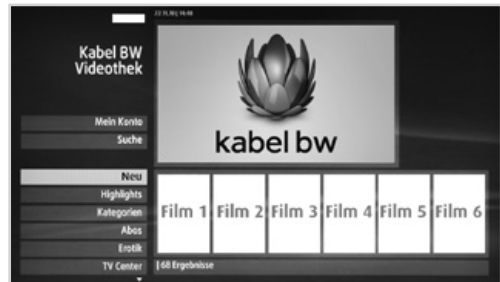 Kabel BW
Videothek
Mein Konto
Suche
Neu
Highlights
Kategorien
Abos
Erotik
TV Center
kabel bw
Film 1 Film 2 Film 3 Film 4 Film 5 Film 6
68 Ergebnisse